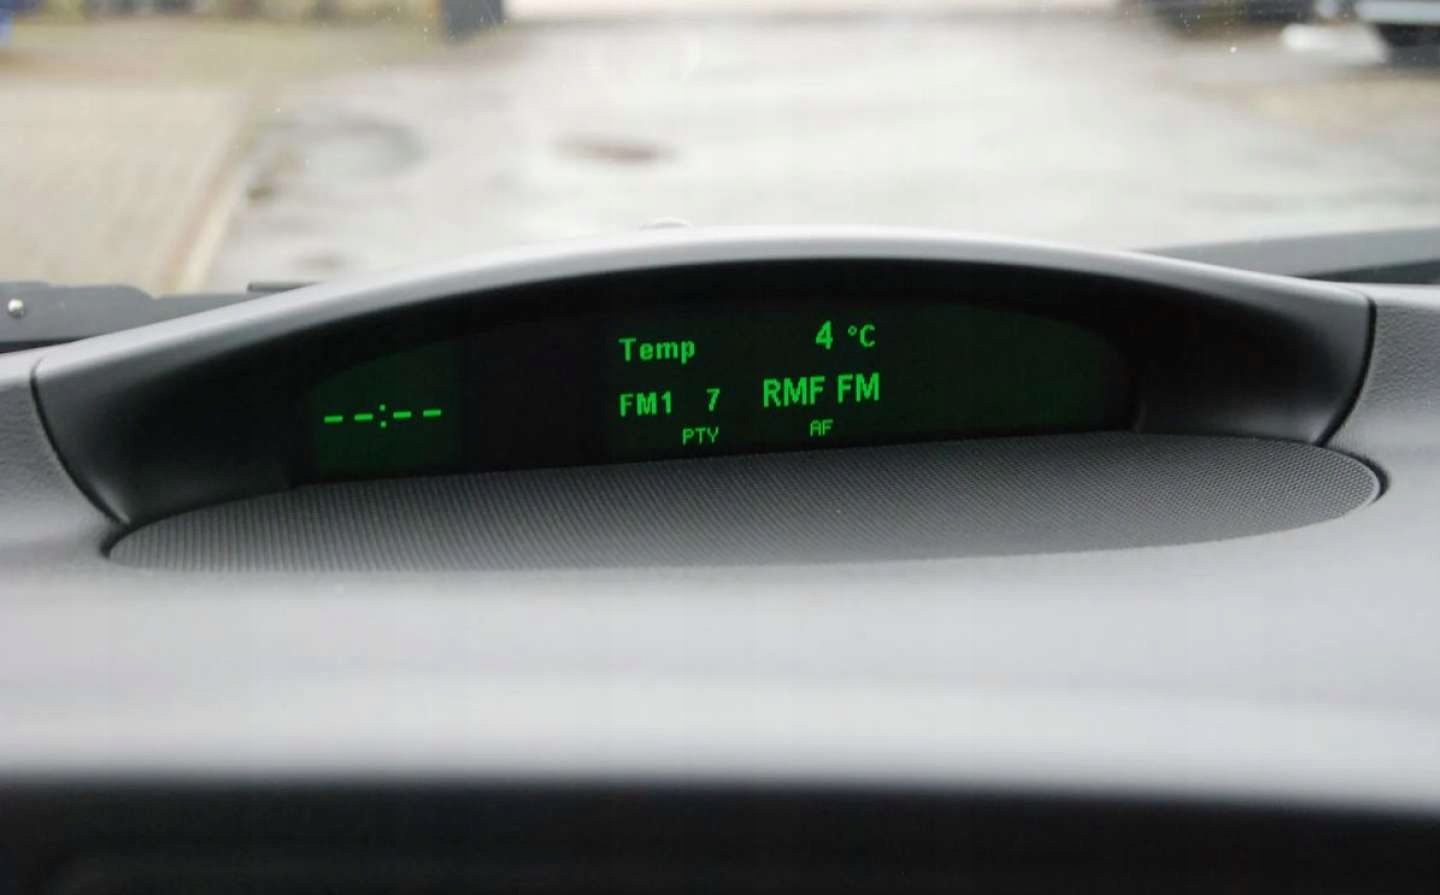 Temp 4 °C
--:-- FM1 7 RMF FM
PTY AF